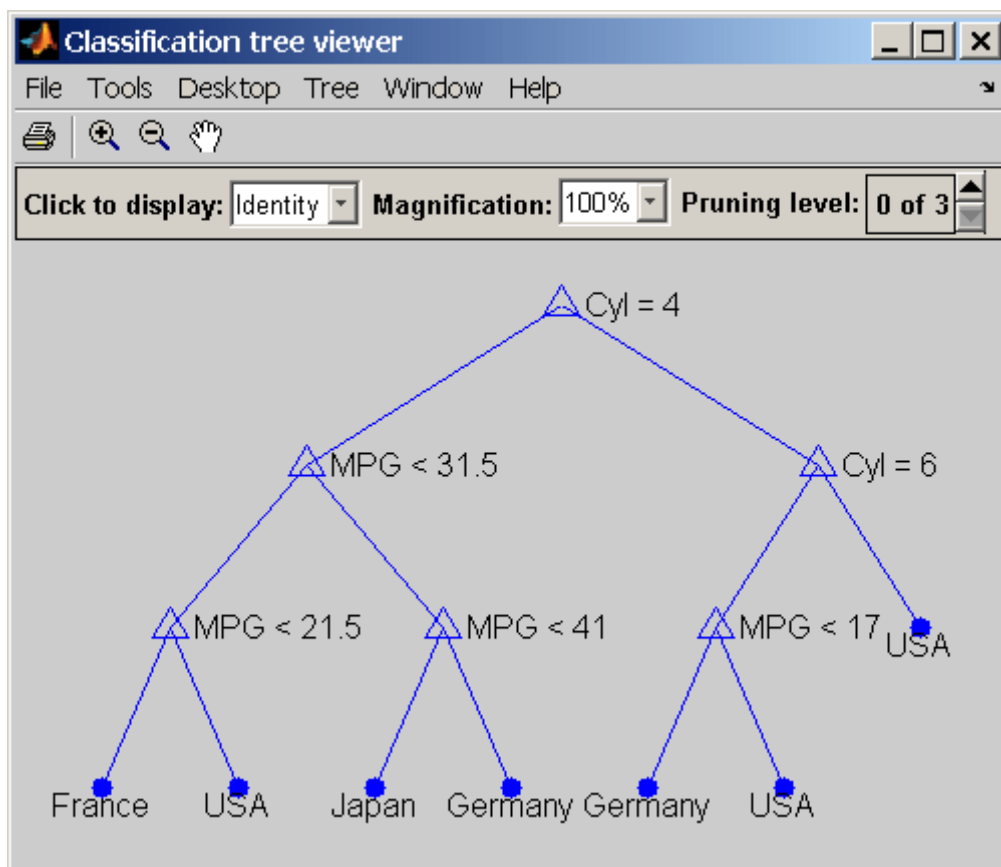 Classification tree viewer
File Tools Desktop Tree Window Help
Click to display: Identity Magnification: 100% Pruning level: 0 of 3
Cyl = 4
MPG < 31.5 Cyl = 6
MPG < 21.5 MPG < 41 MPG < 17 USA
France USA Japan Germany Germany USA